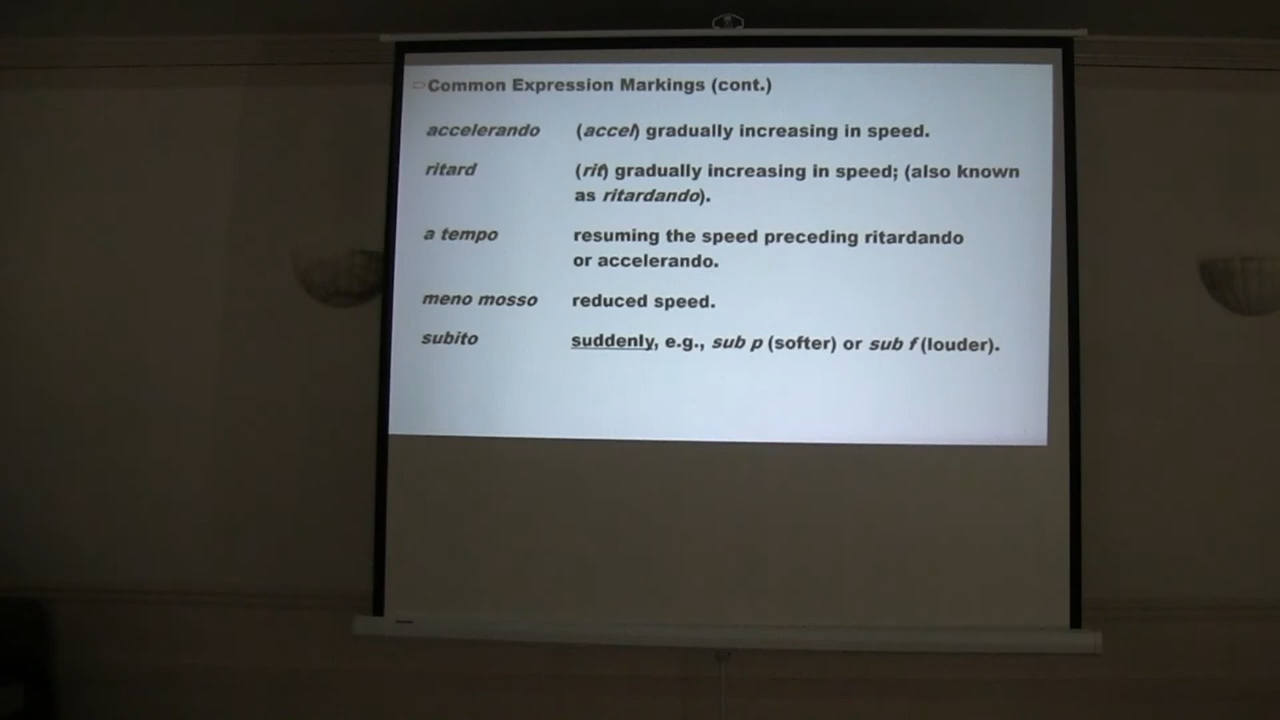 Common Expression Markings (cont.)
accelerando (accel) gradually increasing in speed.
ritard (rit) gradually increasing in speed; (also known
as ritardando).
a tempo resuming the speed preceding ritardando
or accelerando.
meno mosso reduced speed.
subito suddenly, e.g., sub p (softer) or sub f (louder).